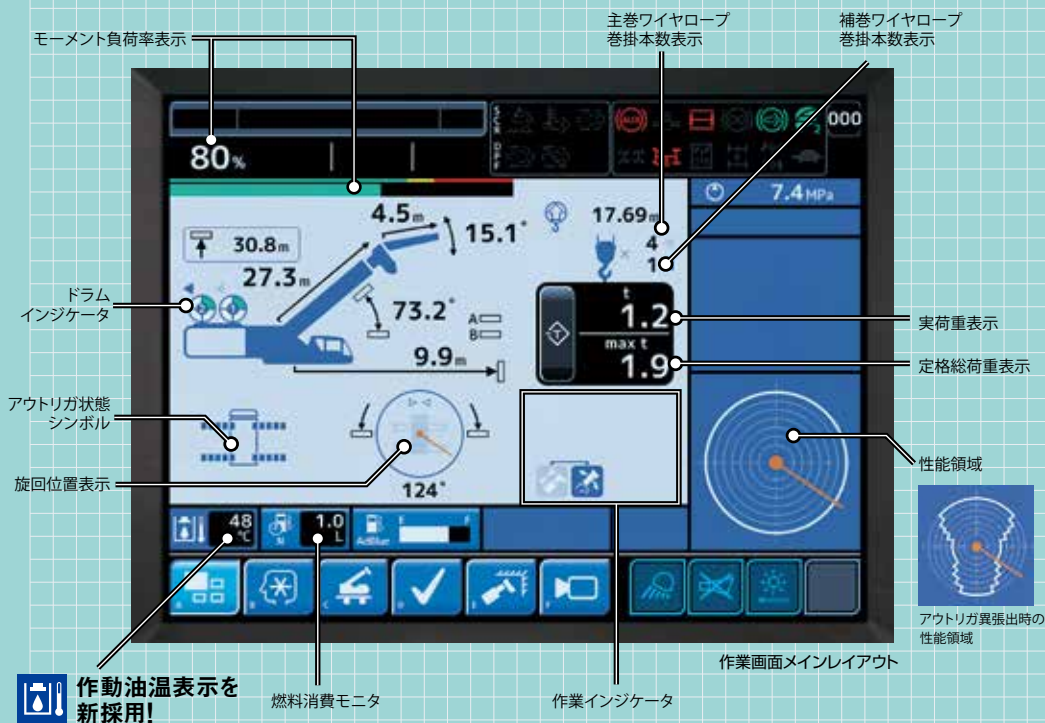 モーメント負荷率表示
主巻ワイヤロープ
巻掛本数表示
補巻ワイヤロープ
巻掛本数表示
SCR
DPF
AUX
2
000
80%
7.4MPa
4.5m
15.1°
17.69m
30.8m
27.3m
× 4
1
ドラム
インジケータ
73.2°
A
B
9.9m
t
1.2
max t
1.9
実荷重表示
定格総荷重表示
アウトリガ状態
シンボル
旋回位置表示
124°
性能領域
48
℃
1.0
L
AdBlue
E
F
アウトリガ異張出時の
性能領域
作業画面メインレイアウト
作動油温表示を
新採用!
燃料消費モニタ
作業インジケータ